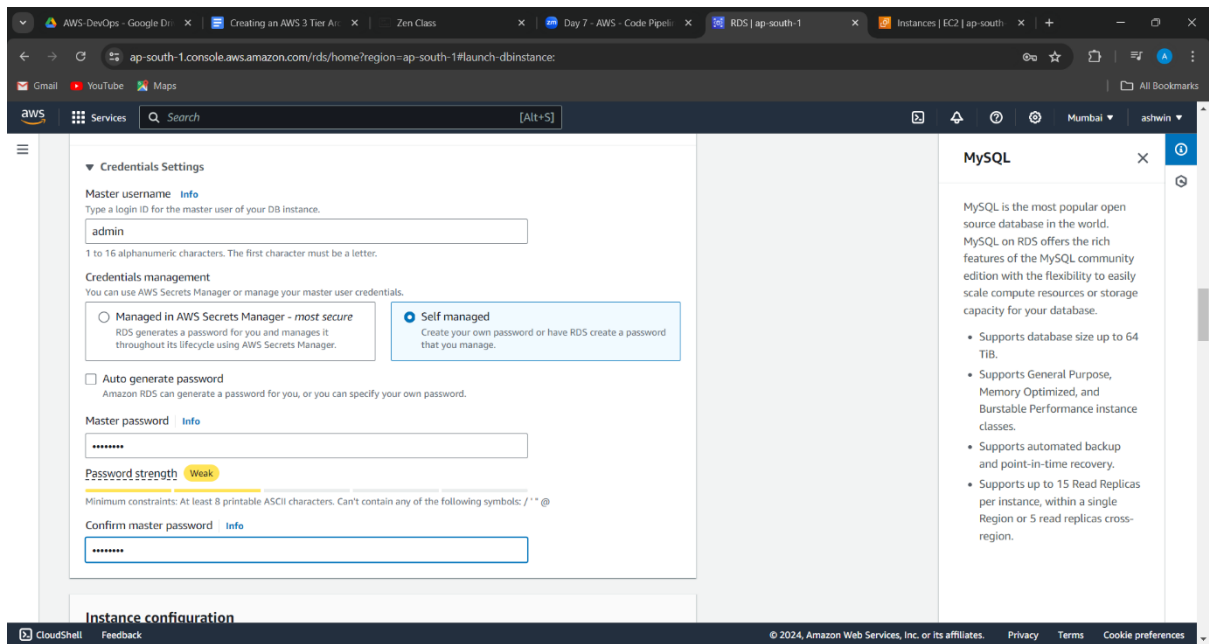 AWS-DevOps - Google Dri
Creating an AWS 3 Tier Arc
Zen Class
Day 7 - AWS - Code Pipelin
RDS | ap-south-1
Instances | EC2 | ap-south
ap-south-1.console.aws.amazon.com/rds/home?region=ap-south-1#launch-dbinstance:
Gmail
YouTube
Maps
All Bookmarks
aws
Services
Search
[Alt+S]
Mumbai
ashwin
Credentials Settings
Master username Info
Type a login ID for the master user of your DB instance.
admin
1 to 16 alphanumeric characters. The first character must be a letter.
Credentials management
You can use AWS Secrets Manager or manage your master user credentials.
Managed in AWS Secrets Manager - most secure
RDS generates a password for you and manages it
throughout its lifecycle using AWS Secrets Manager.
Self managed
Create your own password or have RDS create a password
that you manage.
Auto generate password
Amazon RDS can generate a password for you, or you can specify your own password.
Master password Info
••••••••
Password strength Weak
Minimum constraints: At least 8 printable ASCII characters. Can't contain any of the following symbols: / ' " @
Confirm master password Info
••••••••
Instance configuration
MySQL
MySQL is the most popular open
source database in the world.
MySQL on RDS offers the rich
features of the MySQL community
edition with the flexibility to easily
scale compute resources or storage
capacity for your database.
• Supports database size up to 64
TiB.
• Supports General Purpose,
Memory Optimized, and
Burstable Performance instance
classes.
• Supports automated backup
and point-in-time recovery.
• Supports up to 15 Read Replicas
per instance, within a single
Region or 5 read replicas cross-
region.
CloudShell
Feedback
© 2024, Amazon Web Services, Inc. or its affiliates.
Privacy
Terms
Cookie preferences